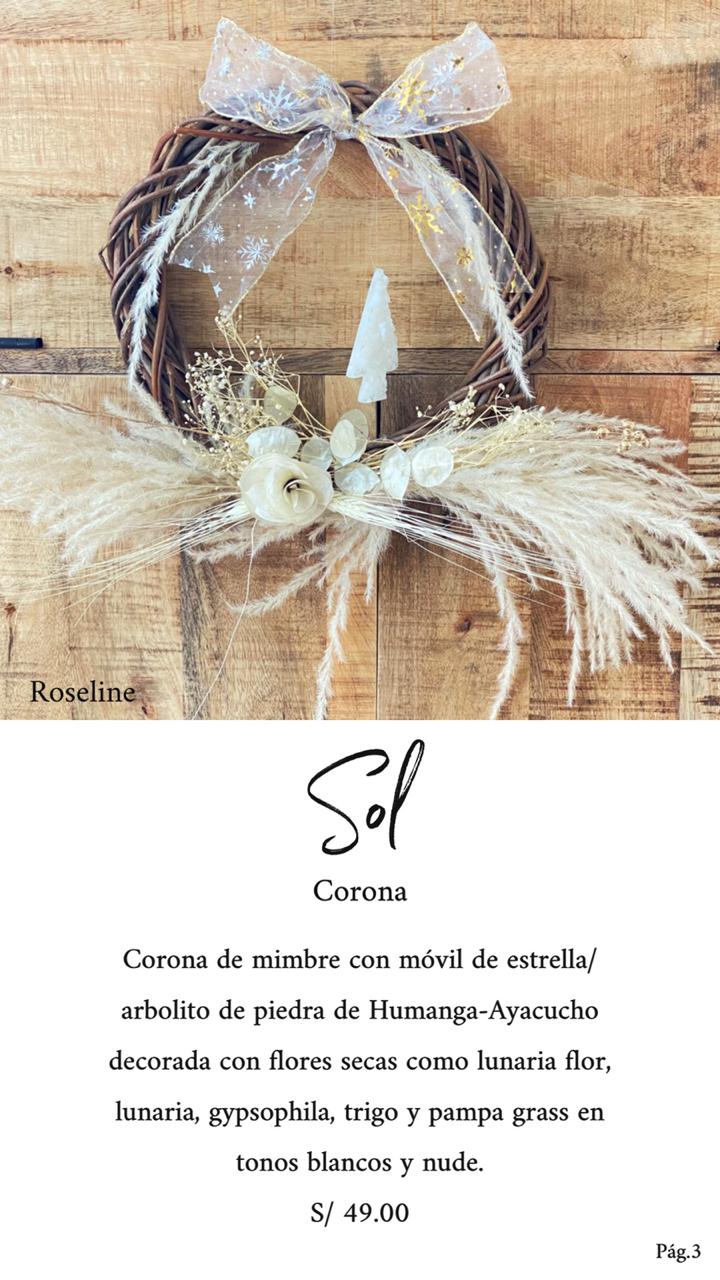 Roseline
Sol
Corona
Corona de mimbre con móvil de estrella/
arbolito de piedra de Humanga-Ayacucho
decorada con flores secas como lunaria flor,
lunaria, gypsophila, trigo y pampa grass en
tonos blancos y nude.
S/ 49.00
Pág.3